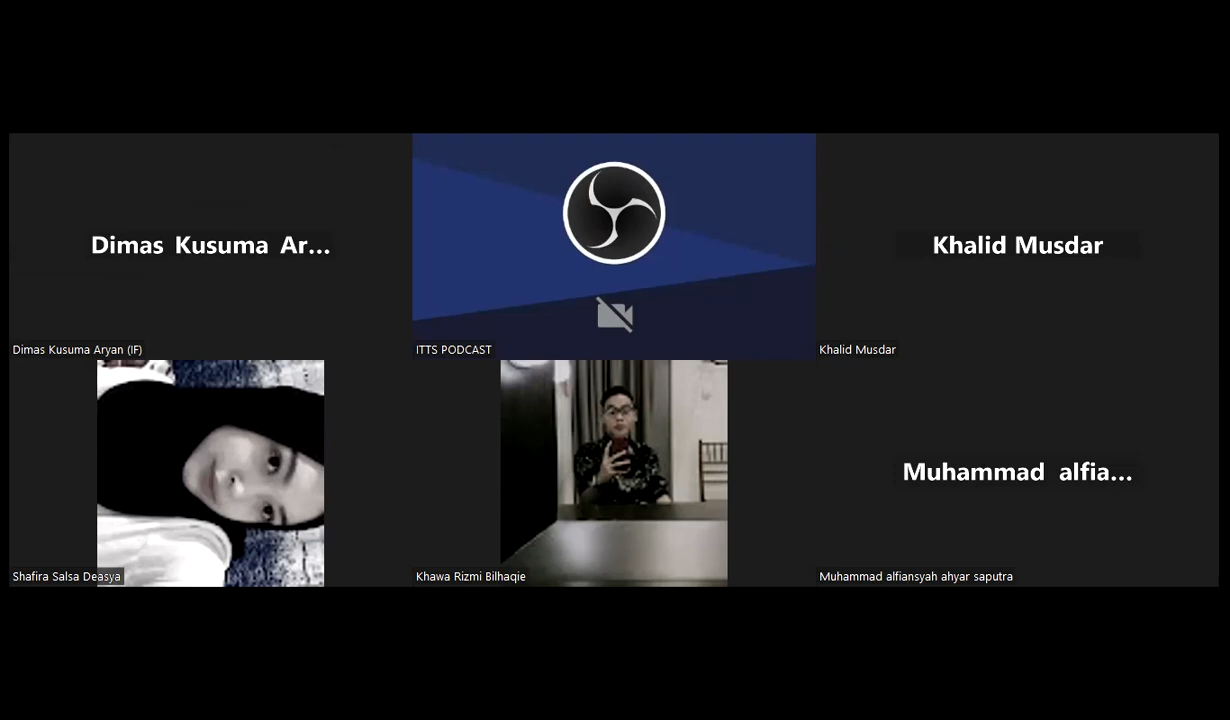 Dimas Kusuma Ar...
Dimas Kusuma Aryan (IF)
ITTS PODCAST
Khalid Musdar
Khalid Musdar
Shafira Salsa Deasya
Khawa Rizmi Bilhaqie
Muhammad alfia...
Muhammad alfiansyah ahyar saputra